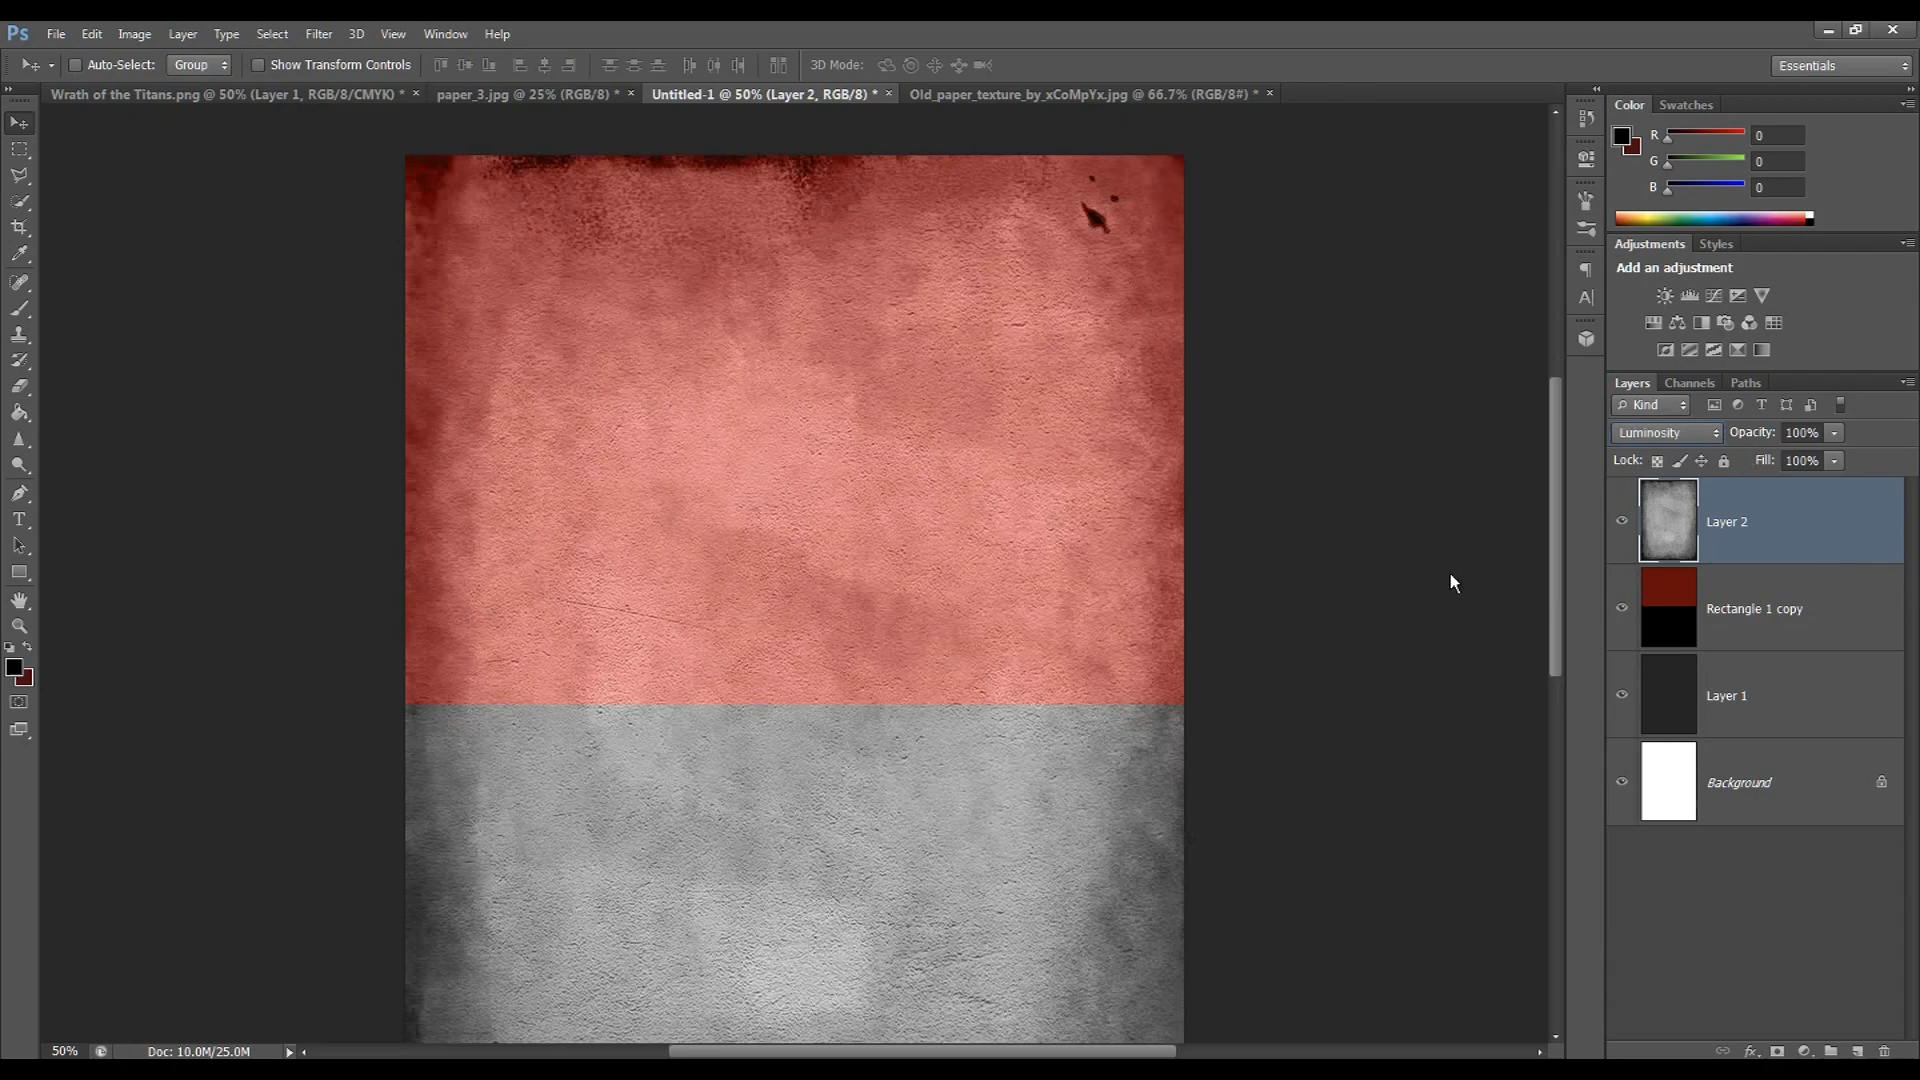 Ps File Edit Image Layer Type Select Filter 3D View Window Help
Auto-Select: Group Show Transform Controls 3D Mode: Essentials
Wrath of the Titans.png @ 50% (Layer 1, RGB/8/CMYK) * × paper_3.jpg @ 25% (RGB/8) * × Untitled-1 @ 50% (Layer 2, RGB/8) * × Old_paper_texture_by_xCoMpYx.jpg @ 66.7% (RGB/8#) * ×
Color Swatches
R 0
G 0
B 0
Adjustments Styles
Add an adjustment
Layers Channels Paths
Kind
Luminosity Opacity: 100%
Lock: Fill: 100%
Layer 2
Rectangle 1 copy
Layer 1
Background
50% Doc: 10.0M/25.0M